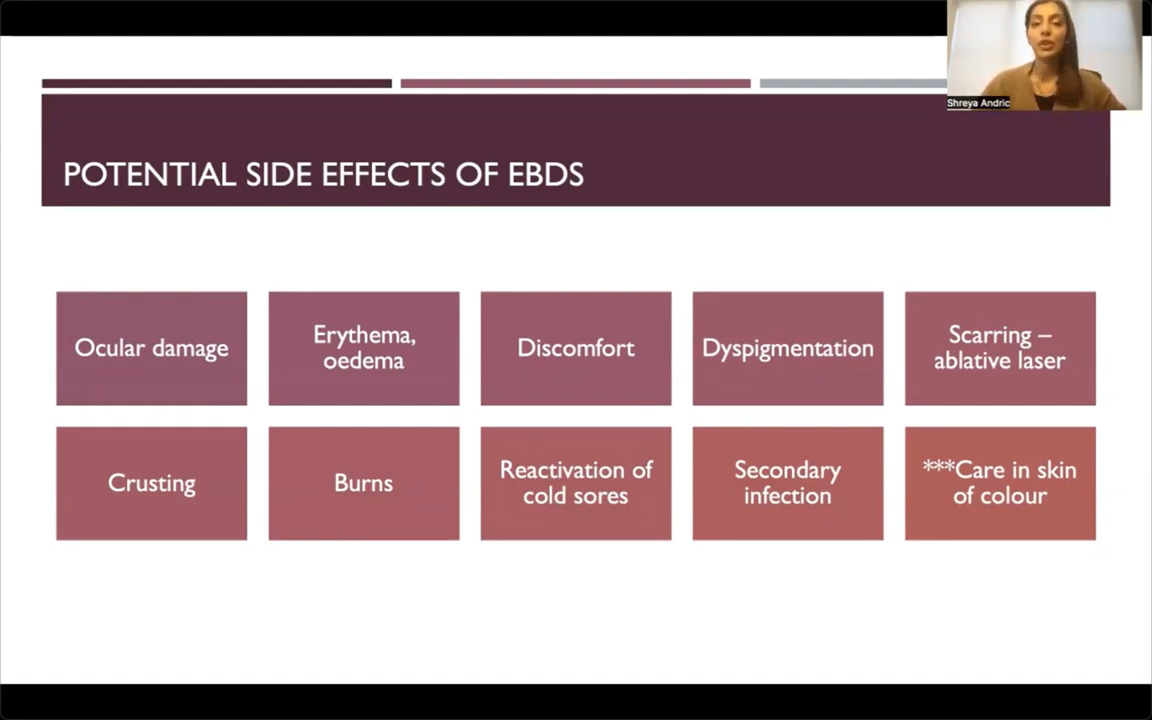 Shreya Andric
POTENTIAL SIDE EFFECTS OF EBDS
Ocular damage
Erythema,
oedema
Discomfort
Dyspigmentation
Scarring –
ablative laser
Crusting
Burns
Reactivation of
cold sores
Secondary
infection
***Care in skin
of colour